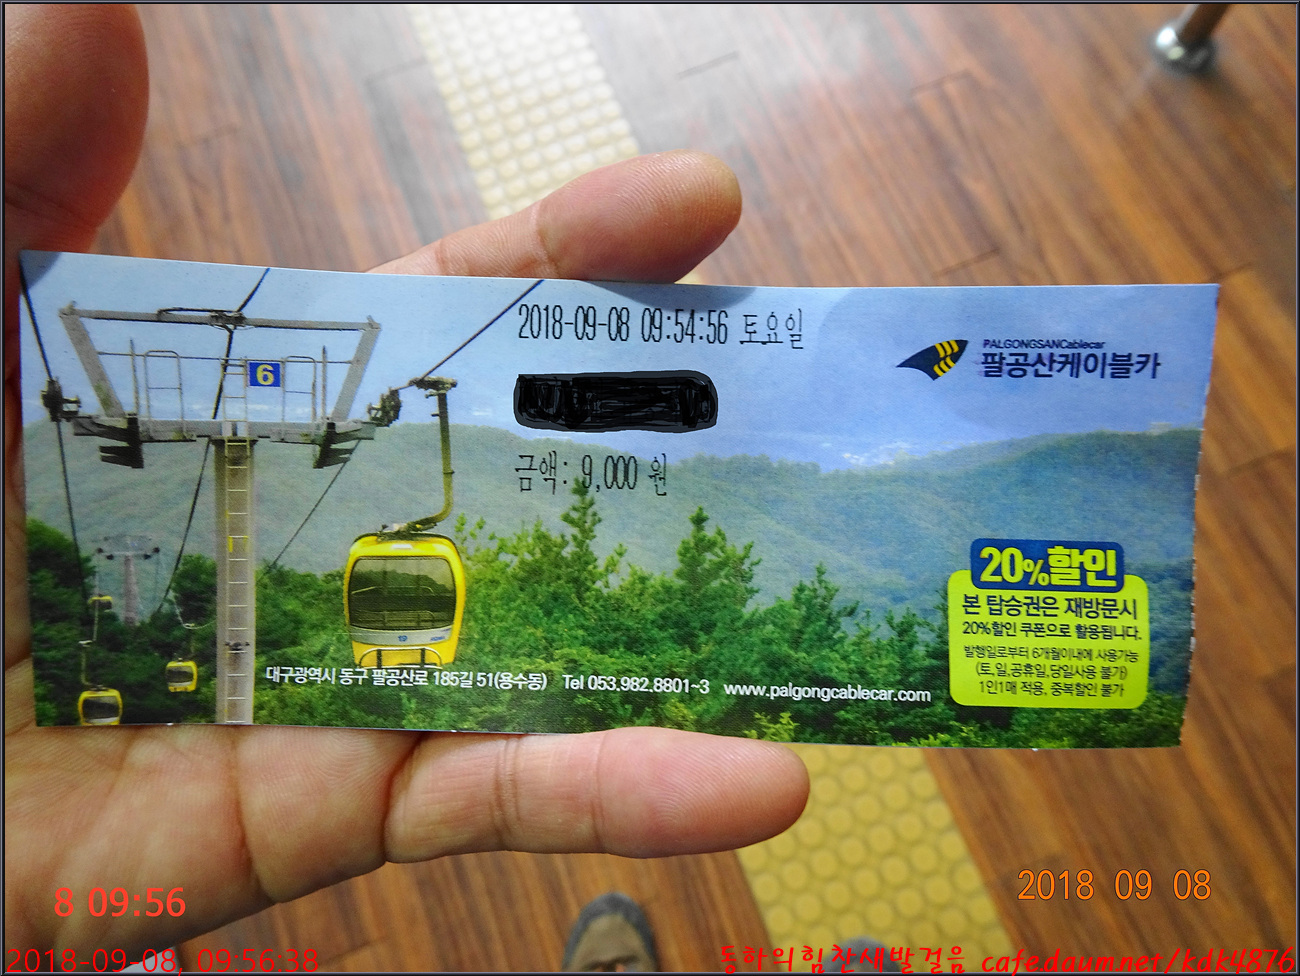 2018-09-08 09:54:56 토요일
PALGONGSANCablecar
팔공산케이블카
6
금액: 9,000 원
20%할인
본 탑승권은 재방문시
20%할인 쿠폰으로 활용됩니다.
발행일로부터 6개월이내에 사용가능
(토,일,공휴일,당일사용 불가)
1인1매 적용, 중복할인 불가
19
대구광역시 동구 팔공산로 185길 51(용수동) Tel 053.982.8801~3 www.palgongcablecar.com
8 09:56
2018 09 08
2018-09-08, 09:56:38
동하의힘찬새발걸음 cafe.daum.net/kdk4876